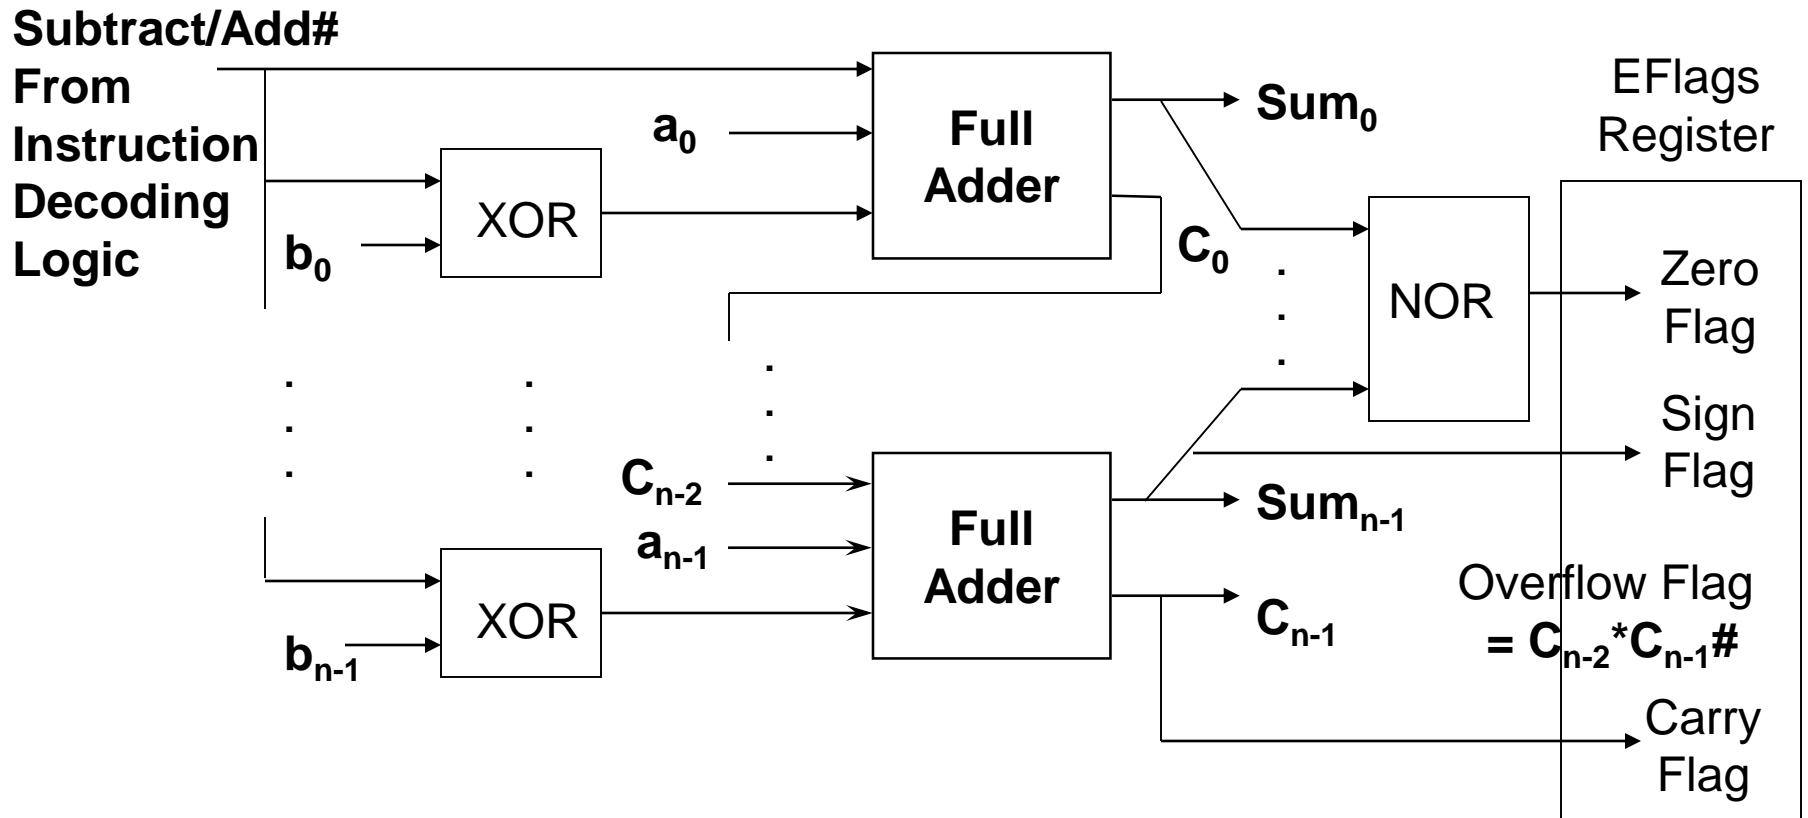 Subtract/Add#
From
Instruction
Decoding
Logic
b0
XOR
a0
Full
Adder
Sum0
C0
.
.
.
NOR
EFlags
Register
Zero
Flag
Sign
Flag
.
.
.
.
.
.
.
.
.
Cn-2
an-1
bn-1
XOR
Full
Adder
Sumn-1
Cn-1
Overflow Flag
= Cn-2*Cn-1#
Carry
Flag